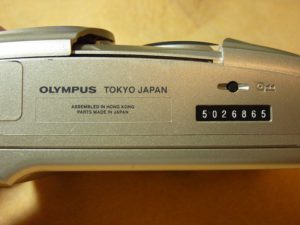 OLYMPUS TOKYO JAPAN
ASSEMBLED IN HONG KONG
PARTS MADE IN JAPAN
5026865